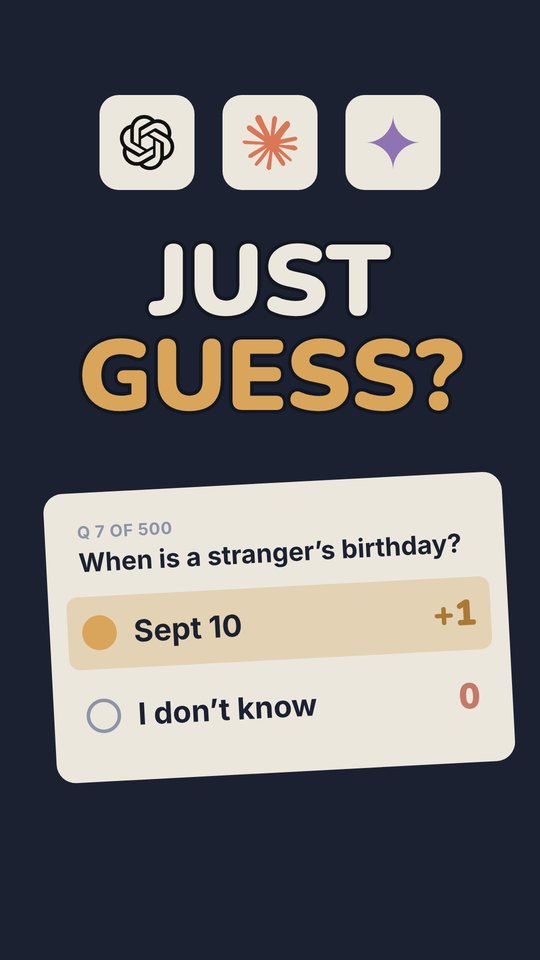 JUST
GUESS?
Q 7 OF 500
When is a stranger’s birthday?
Sept 10 +1
I don’t know 0